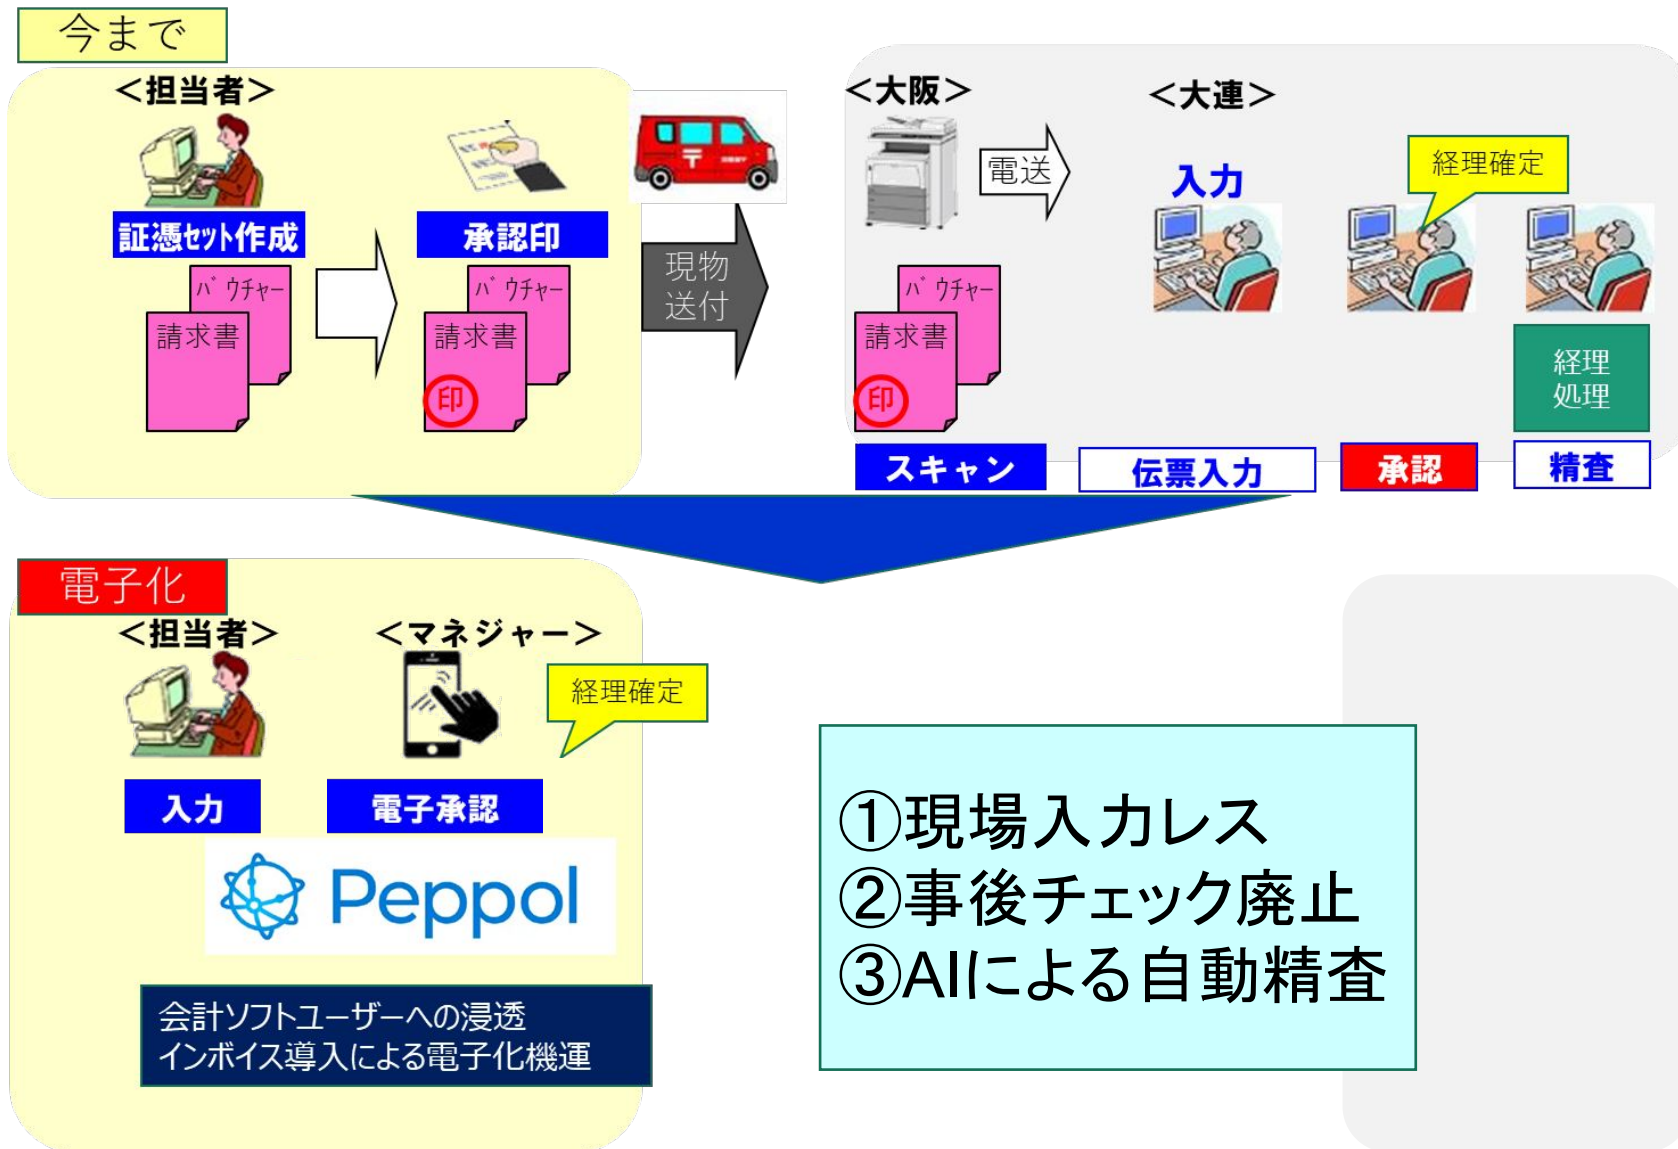 今まで
＜担当者＞
証憑セット作成
バウチャー
請求書
承認印
バウチャー
請求書
印
〒
現物
送付
＜大阪＞
電送
バウチャー
請求書
印
スキャン
＜大連＞
入力
経理確定
経理
処理
伝票入力
承認
精査
電子化
＜担当者＞
入力
＜マネジャー＞
経理確定
電子承認
Peppol
会計ソフトユーザーへの浸透
インボイス導入による電子化機運
①現場入力レス
②事後チェック廃止
③AIによる自動精査